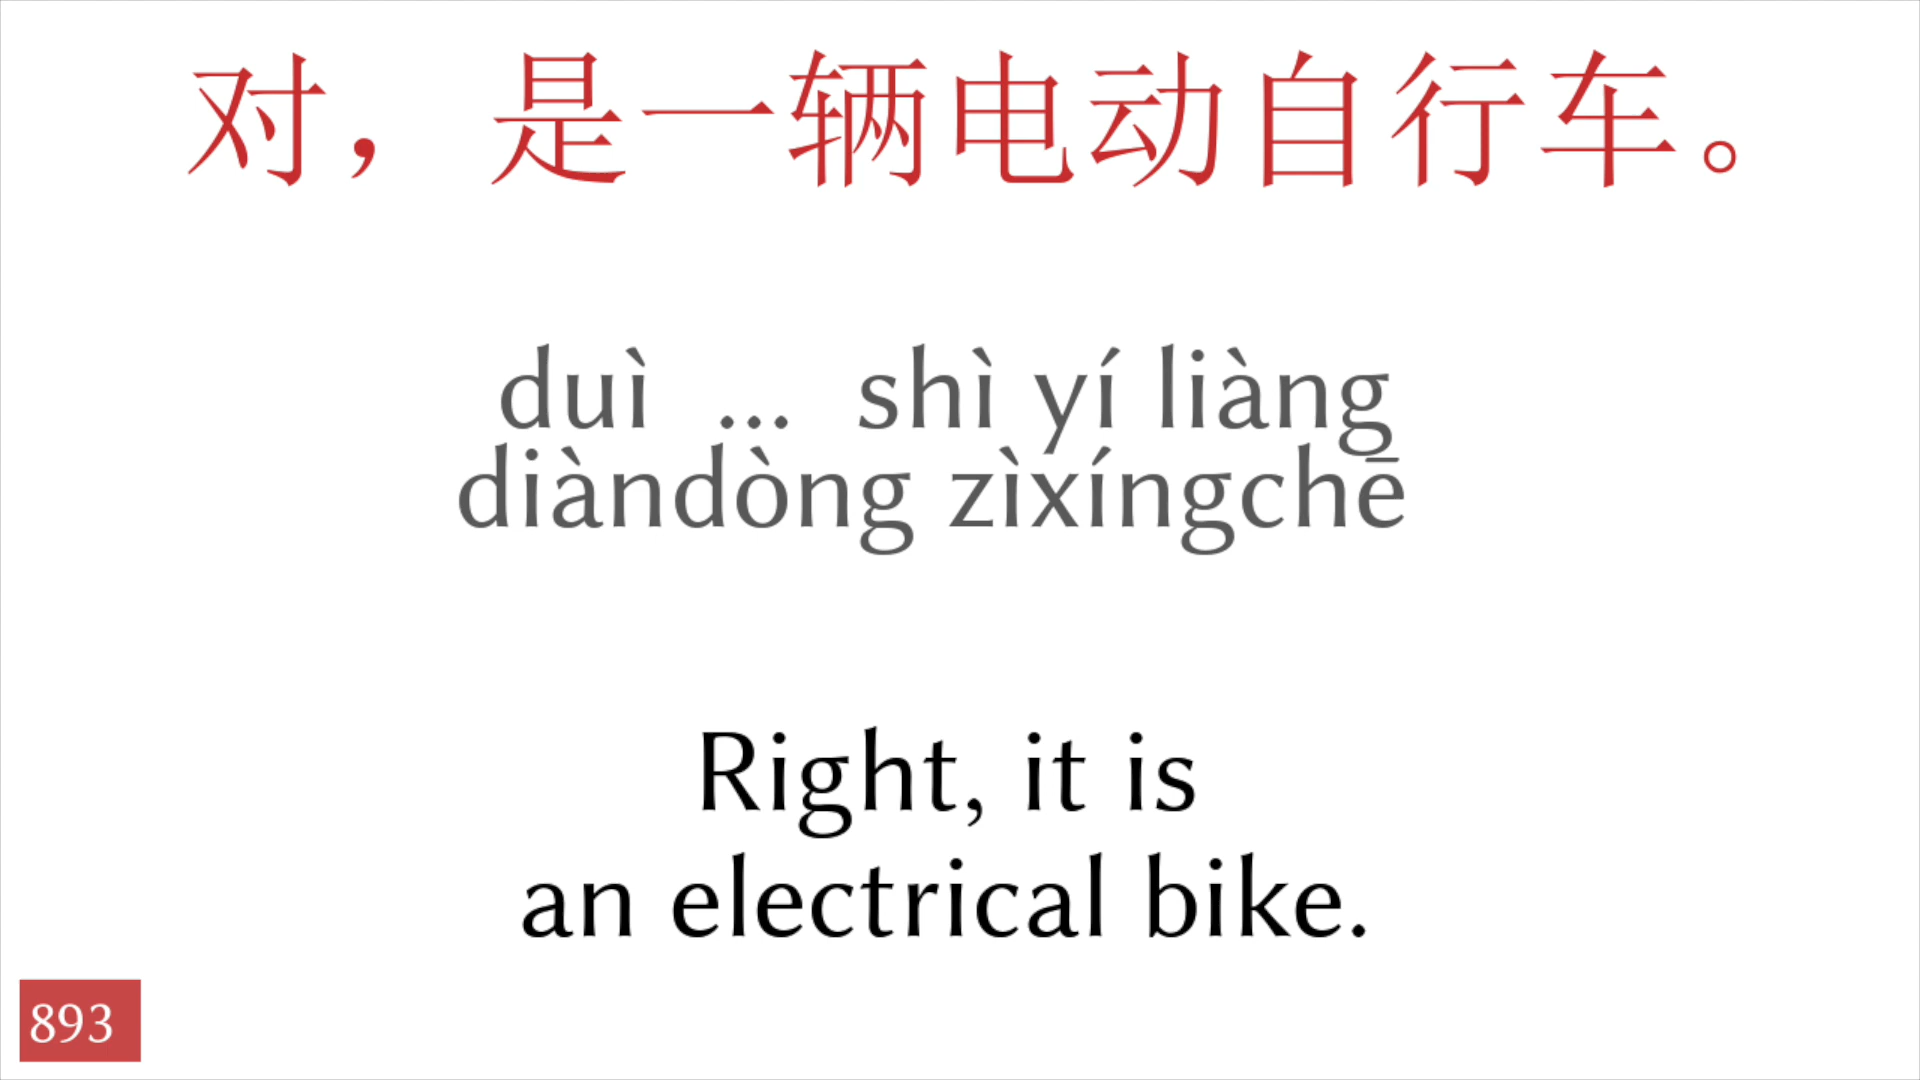 对，是一辆电动自行车。
duì ... shì yí liàng
diàndòng zìxíngchē
Right, it is
an electrical bike.
893